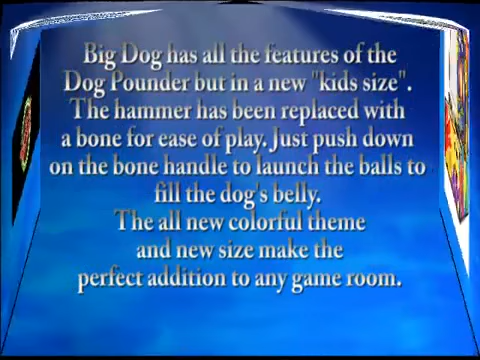 Big Dog has all the features of the
Dog Pounder but in a new "kids size".
The hammer has been replaced with
a bone for ease of play. Just push down
on the bone handle to launch the balls to
fill the dog's belly.
The all new colorful theme
and new size make the
perfect addition to any game room.